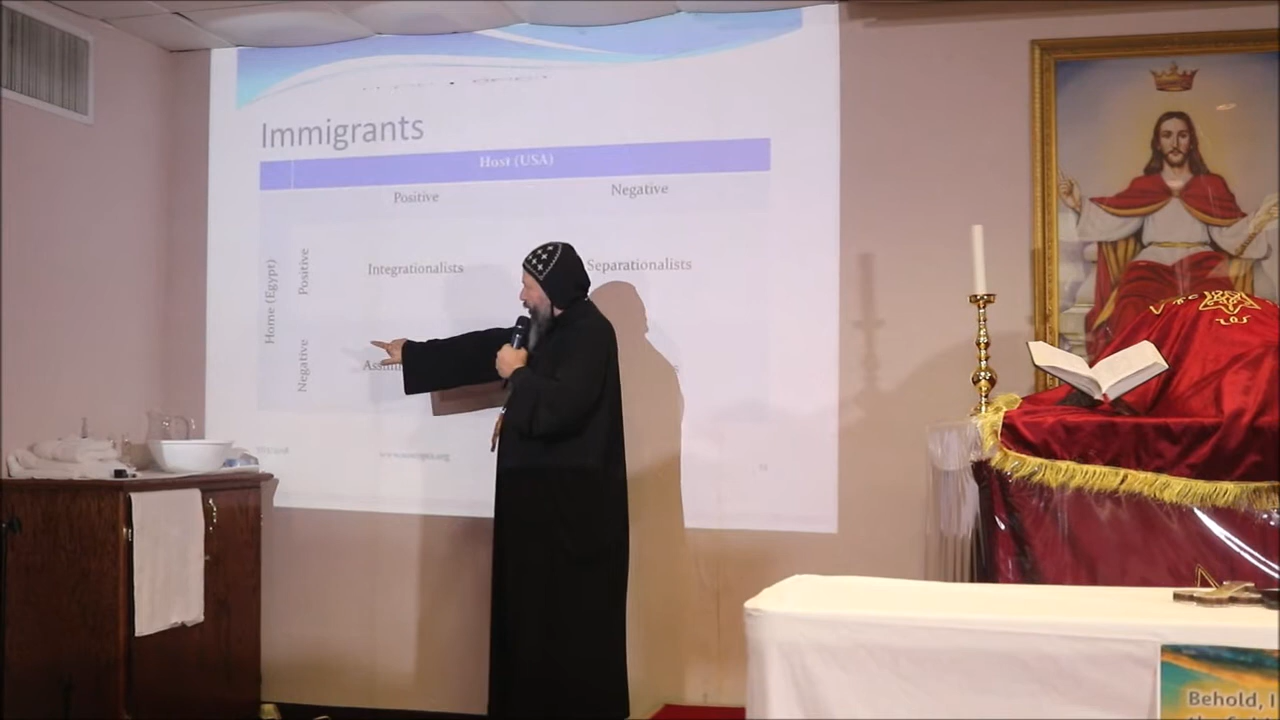 Immigrants
Host (USA)
Positive
Negative
Home (Egypt)
Positive
Integrationalists
Separationalists
Negative
Behold, I